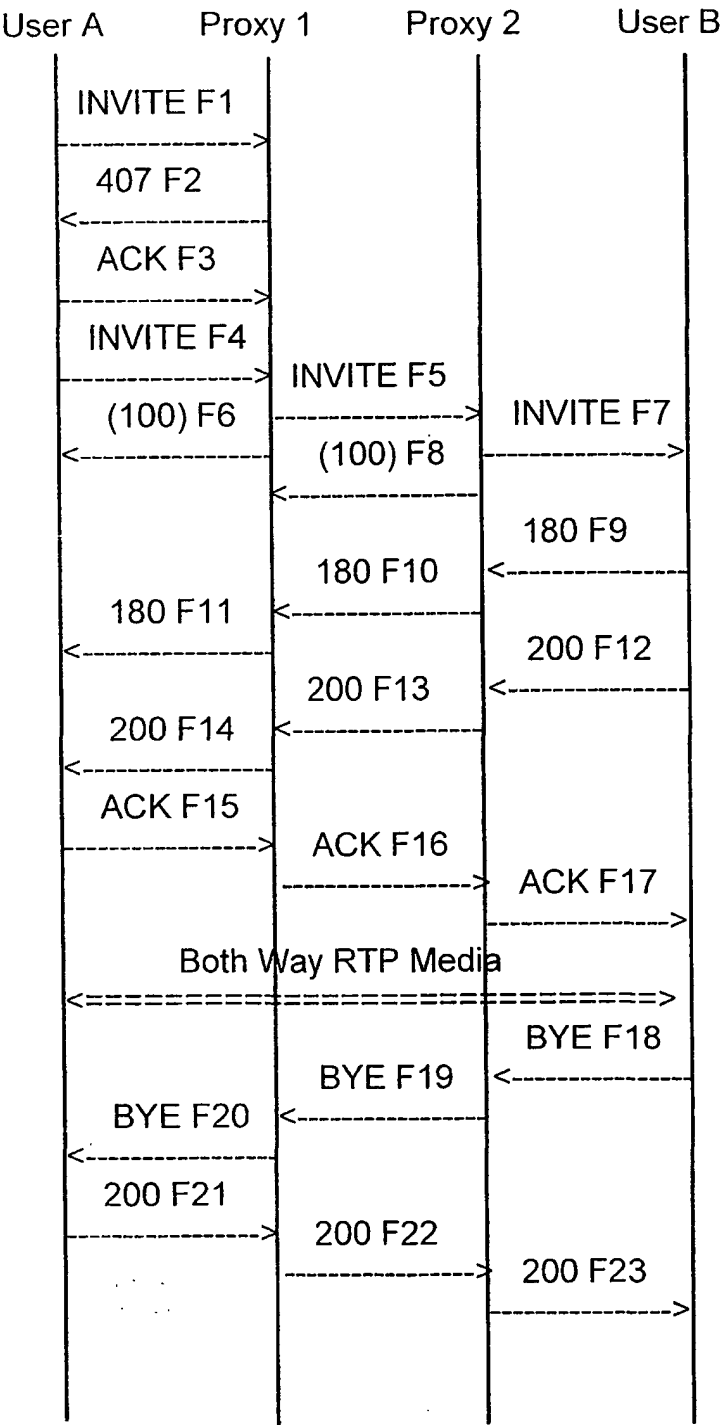 User A Proxy 1 Proxy 2 User B
INVITE F1
407 F2
ACK F3
INVITE F4
INVITE F5
(100) F6
INVITE F7
(100) F8
180 F9
180 F10
180 F11
200 F12
200 F13
200 F14
ACK F15
ACK F16
ACK F17
Both Way RTP Media
BYE F18
BYE F19
BYE F20
200 F21
200 F22
200 F23